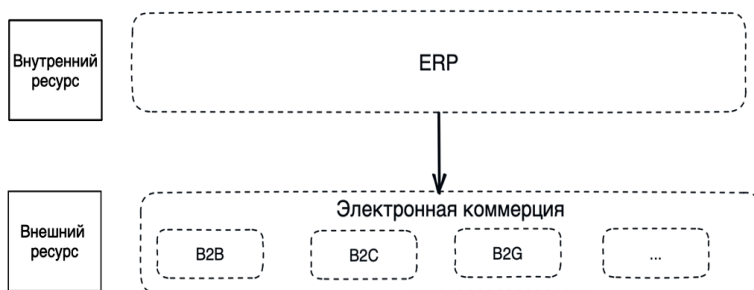 Внутренний
ресурс
ERP
Внешний
ресурс
Электронная коммерция
B2B
B2C
B2G
...